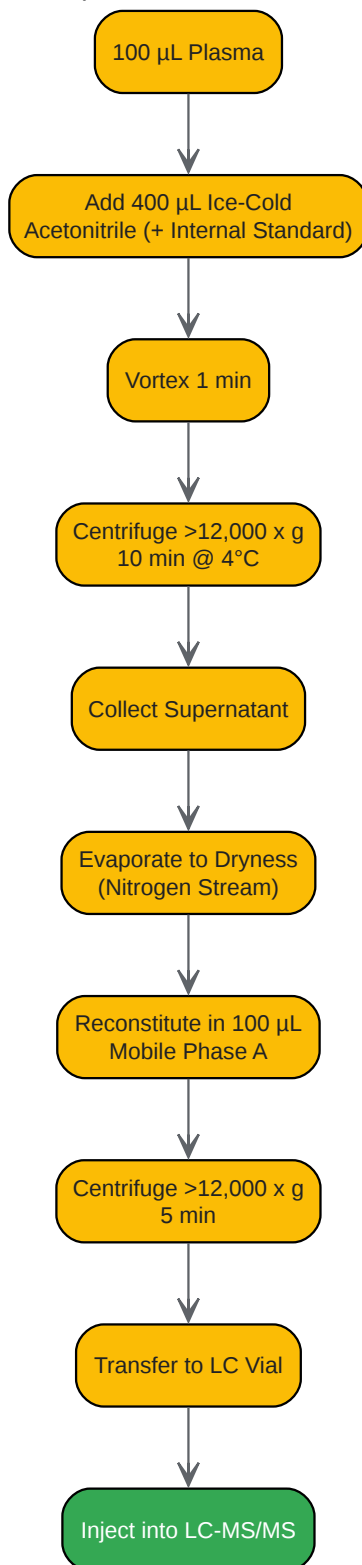 100 µL Plasma
Add 400 µL Ice-Cold
Acetonitrile (+ Internal Standard)
Vortex 1 min
Centrifuge >12,000 x g
10 min @ 4°C
Collect Supernatant
Evaporate to Dryness
(Nitrogen Stream)
Reconstitute in 100 µL
Mobile Phase A
Centrifuge >12,000 x g
5 min
Transfer to LC Vial
Inject into LC-MS/MS